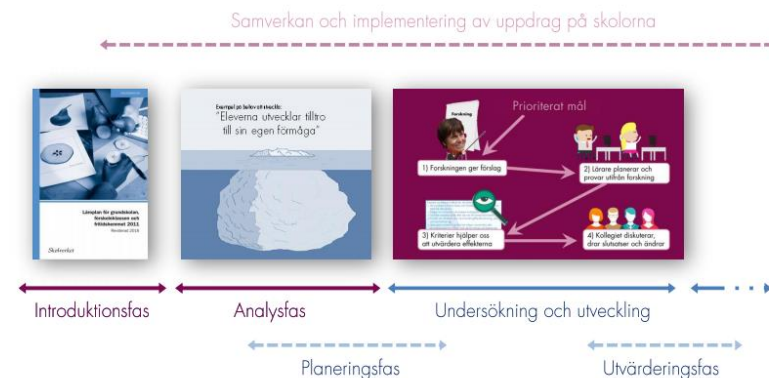 Samverkan och implementering av uppdrag på skolorna
Läroplan för grundskolan,
förskoleklassen och
fritidshemmet 2011
Skolverket
"Eleverna utvecklar tilltro
till sin egen förmåga"
Prioriterat mål
Forskning
1) Forskningen ger förslag
2) Lärare planerar och
provar utifrån forskning
3) Kriterier hjälper oss
att utvärdera effekterna
4) Kollegiet diskuterar,
drar slutsatser och ändrar
Introduktionsfas
Analysfas
Undersökning och utveckling
Planeringsfas
Utvärderingsfas